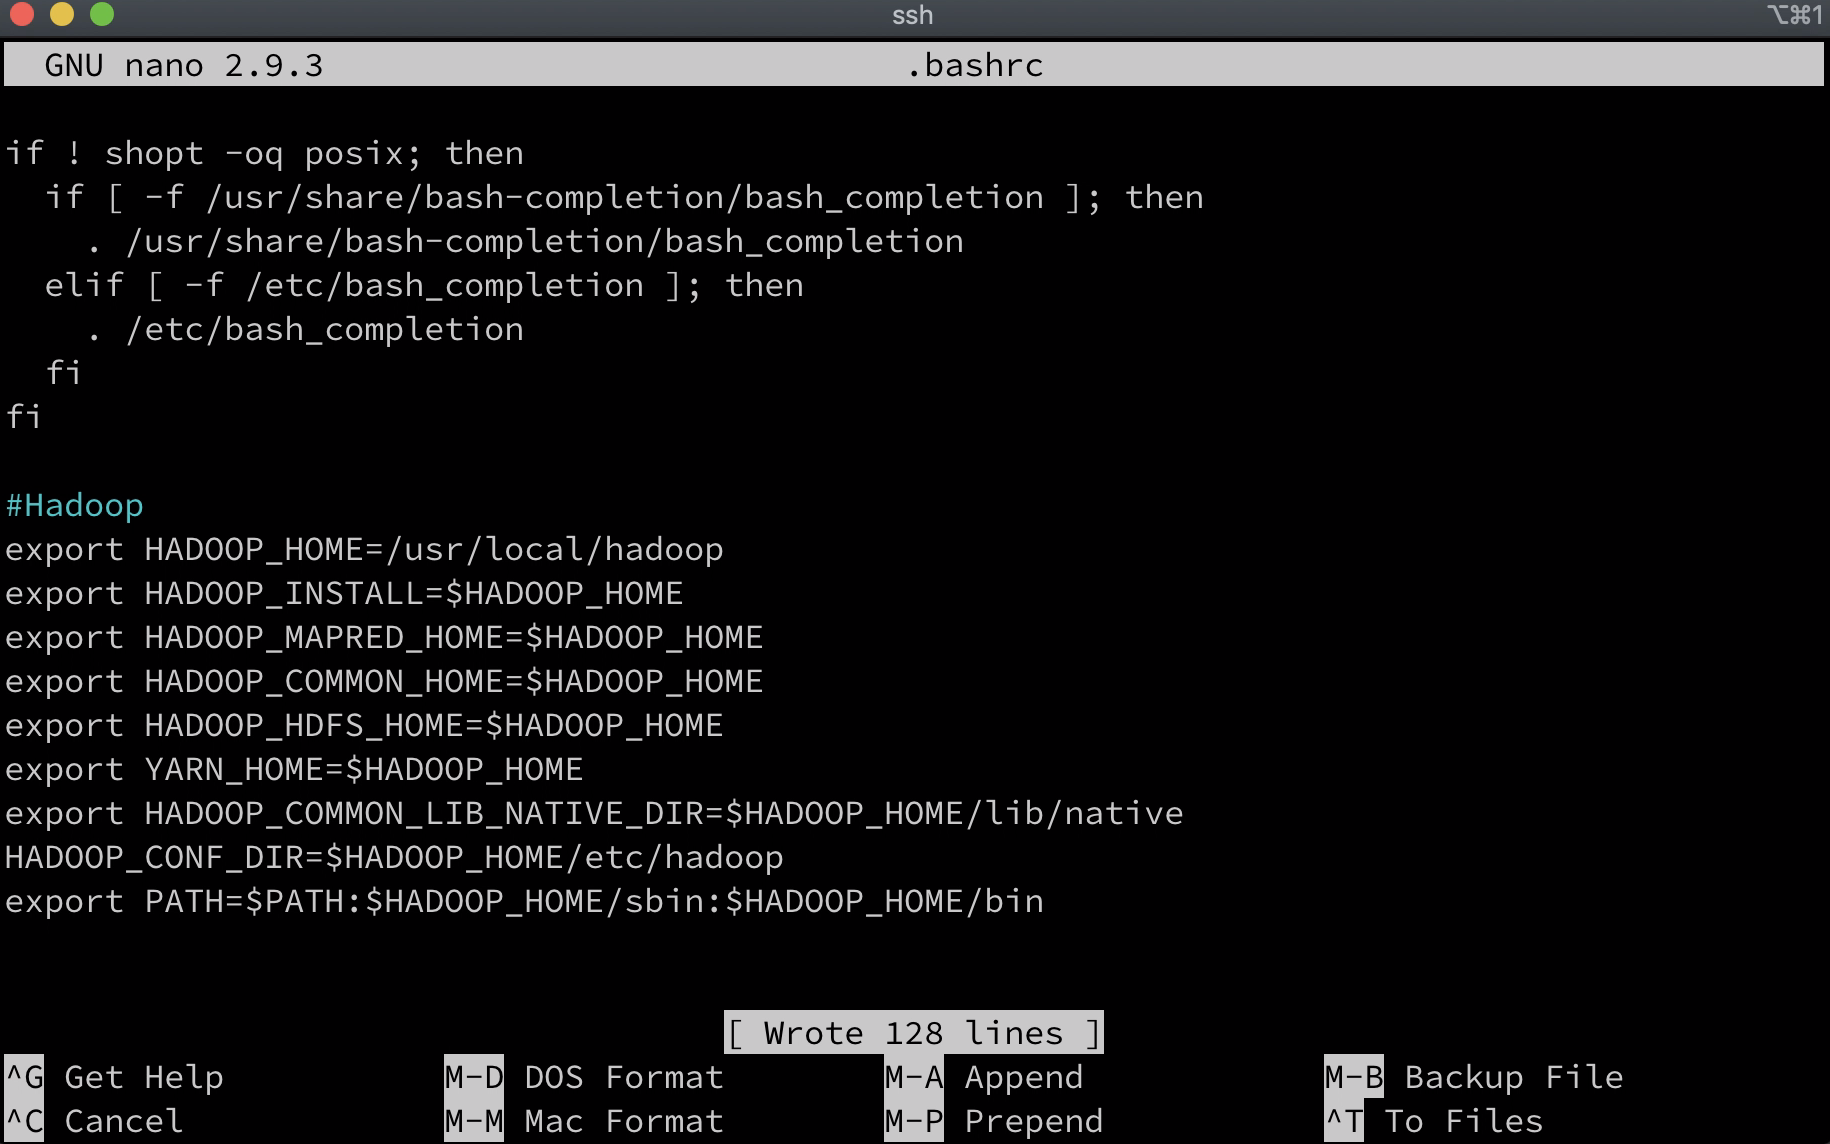 ssh ⌥⌘1
GNU nano 2.9.3 .bashrc
if ! shopt -oq posix; then
  if [ -f /usr/share/bash-completion/bash_completion ]; then
    . /usr/share/bash-completion/bash_completion
  elif [ -f /etc/bash_completion ]; then
    . /etc/bash_completion
  fi
fi
#Hadoop
export HADOOP_HOME=/usr/local/hadoop
export HADOOP_INSTALL=$HADOOP_HOME
export HADOOP_MAPRED_HOME=$HADOOP_HOME
export HADOOP_COMMON_HOME=$HADOOP_HOME
export HADOOP_HDFS_HOME=$HADOOP_HOME
export YARN_HOME=$HADOOP_HOME
export HADOOP_COMMON_LIB_NATIVE_DIR=$HADOOP_HOME/lib/native
HADOOP_CONF_DIR=$HADOOP_HOME/etc/hadoop
export PATH=$PATH:$HADOOP_HOME/sbin:$HADOOP_HOME/bin
[ Wrote 128 lines ]
^G Get Help M-D DOS Format M-A Append M-B Backup File
^C Cancel M-M Mac Format M-P Prepend ^T To Files